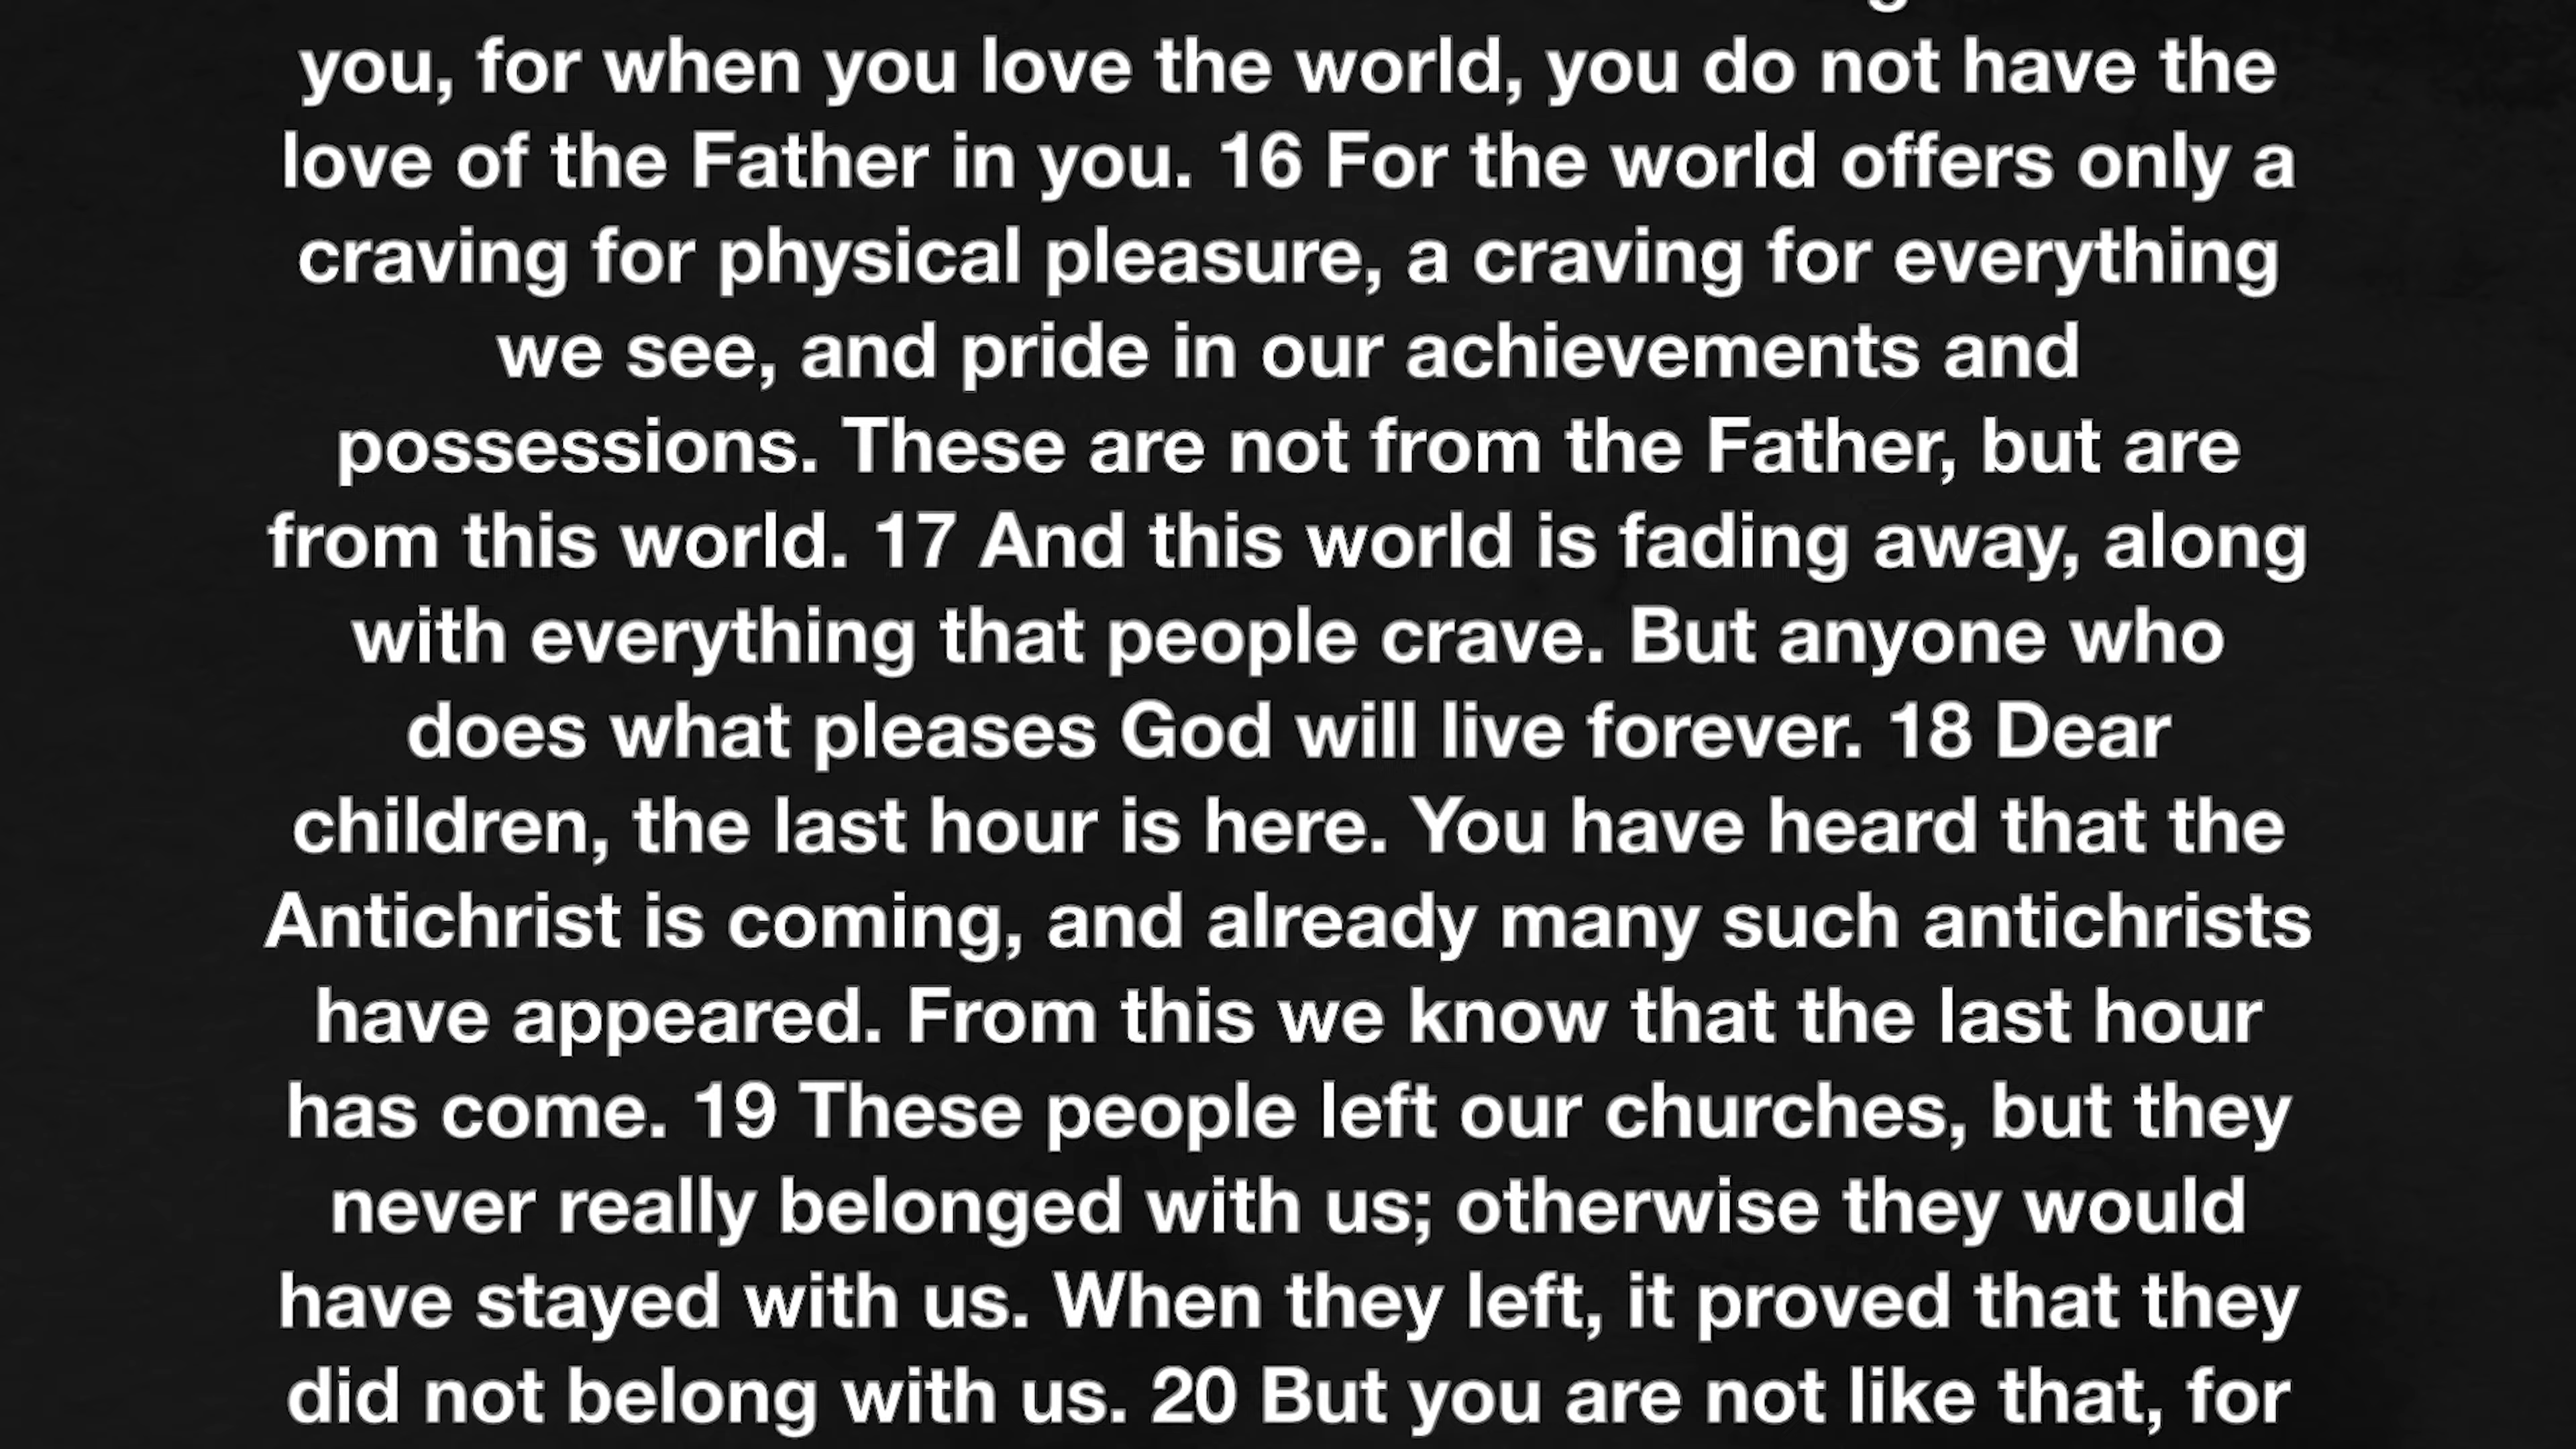 you, for when you love the world, you do not have the
love of the Father in you. 16 For the world offers only a
craving for physical pleasure, a craving for everything
we see, and pride in our achievements and
possessions. These are not from the Father, but are
from this world. 17 And this world is fading away, along
with everything that people crave. But anyone who
does what pleases God will live forever. 18 Dear
children, the last hour is here. You have heard that the
Antichrist is coming, and already many such antichrists
have appeared. From this we know that the last hour
has come. 19 These people left our churches, but they
never really belonged with us; otherwise they would
have stayed with us. When they left, it proved that they
did not belong with us. 20 But you are not like that, for